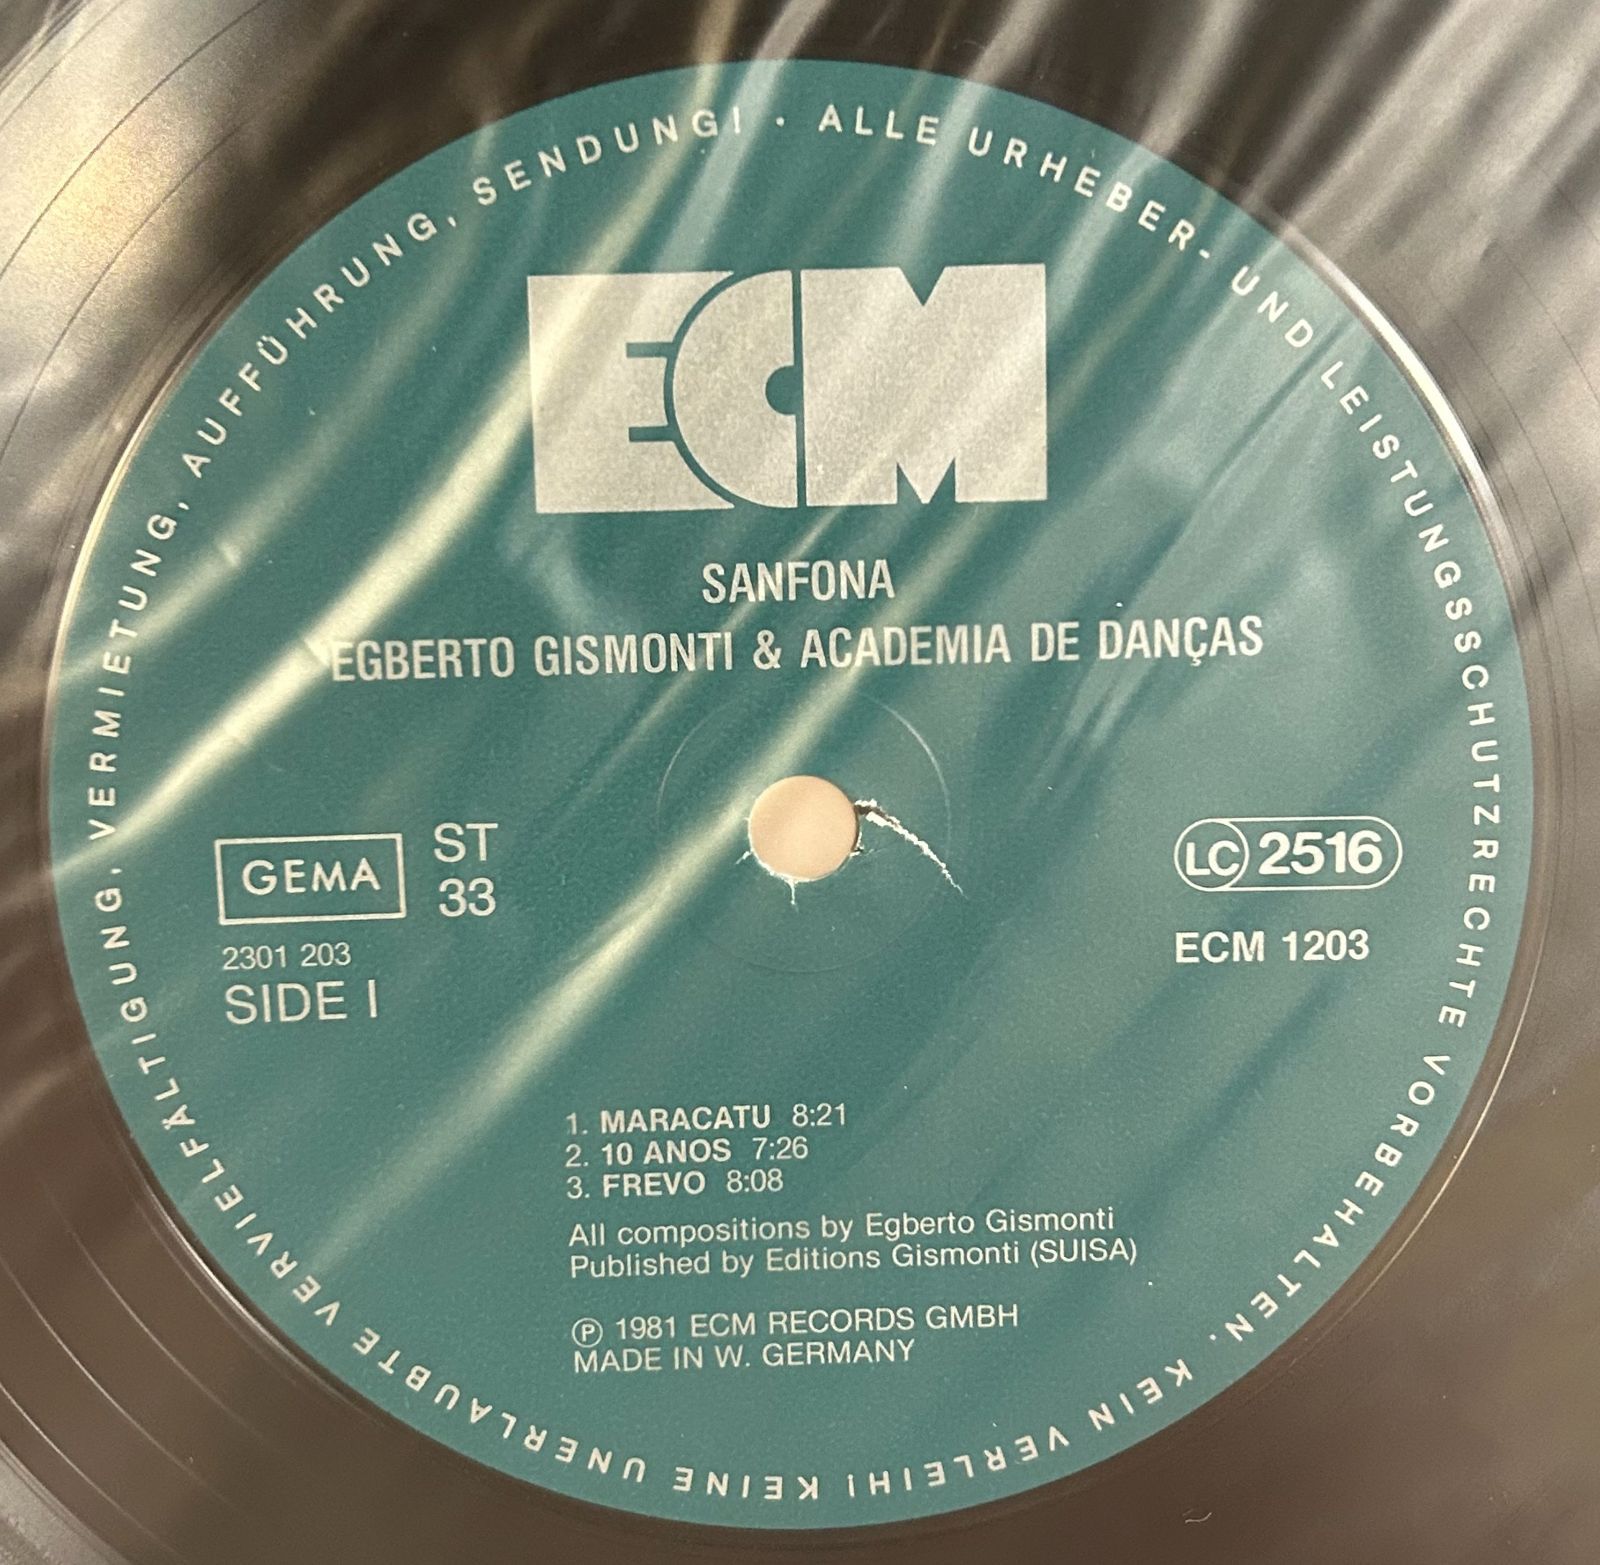 ALLE URHEBER- UND LEISTUNGSSCHUTZRECHTE VORBEHALTEN. KEIN VERLEIH! KEINE UNERLAUBTE VERVIELFÄLTIGUNG, VERMIETUNG, AUFFÜHRUNG, SENDUNG! ·
ECM
SANFONA
EGBERTO GISMONTI & ACADEMIA DE DANÇAS
GEMA
ST
33
2301 203
SIDE I
LC 2516
ECM 1203
1. MARACATU 8:21
2. 10 ANOS 7:26
3. FREVO 8:08
All compositions by Egberto Gismonti
Published by Editions Gismonti (SUISA)
Ⓟ 1981 ECM RECORDS GMBH
MADE IN W. GERMANY